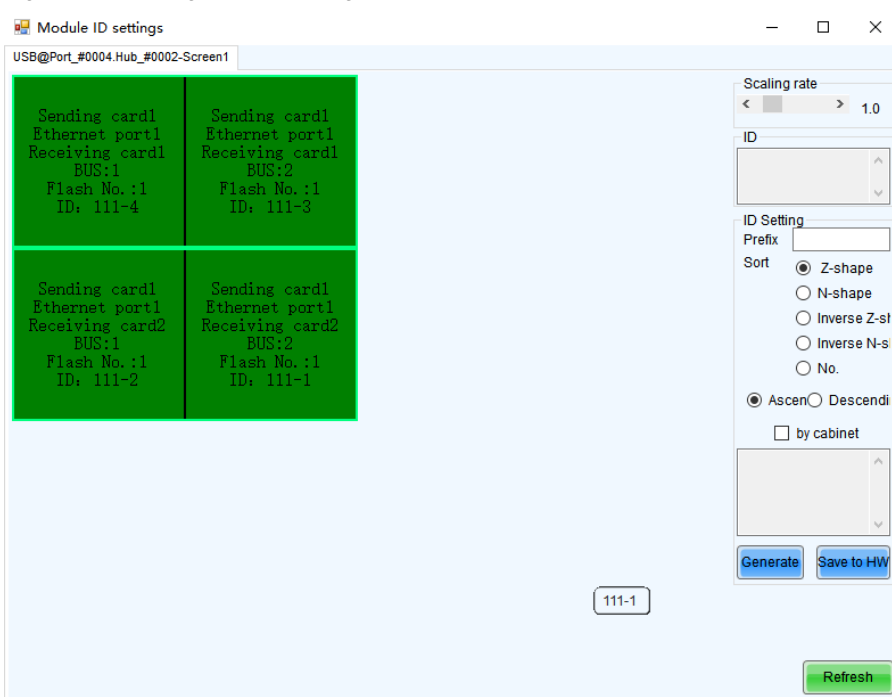 Module ID settings
USB@Port_#0004.Hub_#0002-Screen1
Sending card1
Ethernet port1
Receiving card1
BUS:1
Flash No.:1
ID: 111-4
Sending card1
Ethernet port1
Receiving card1
BUS:2
Flash No.:1
ID: 111-3
Sending card1
Ethernet port1
Receiving card2
BUS:1
Flash No.:1
ID: 111-2
Sending card1
Ethernet port1
Receiving card2
BUS:2
Flash No.:1
ID: 111-1
111-1
Scaling rate
1.0
ID
ID Setting
Prefix
Sort
Z-shape
N-shape
Inverse Z-sh
Inverse N-s
No.
Ascen Descendi
by cabinet
Generate Save to HW
Refresh